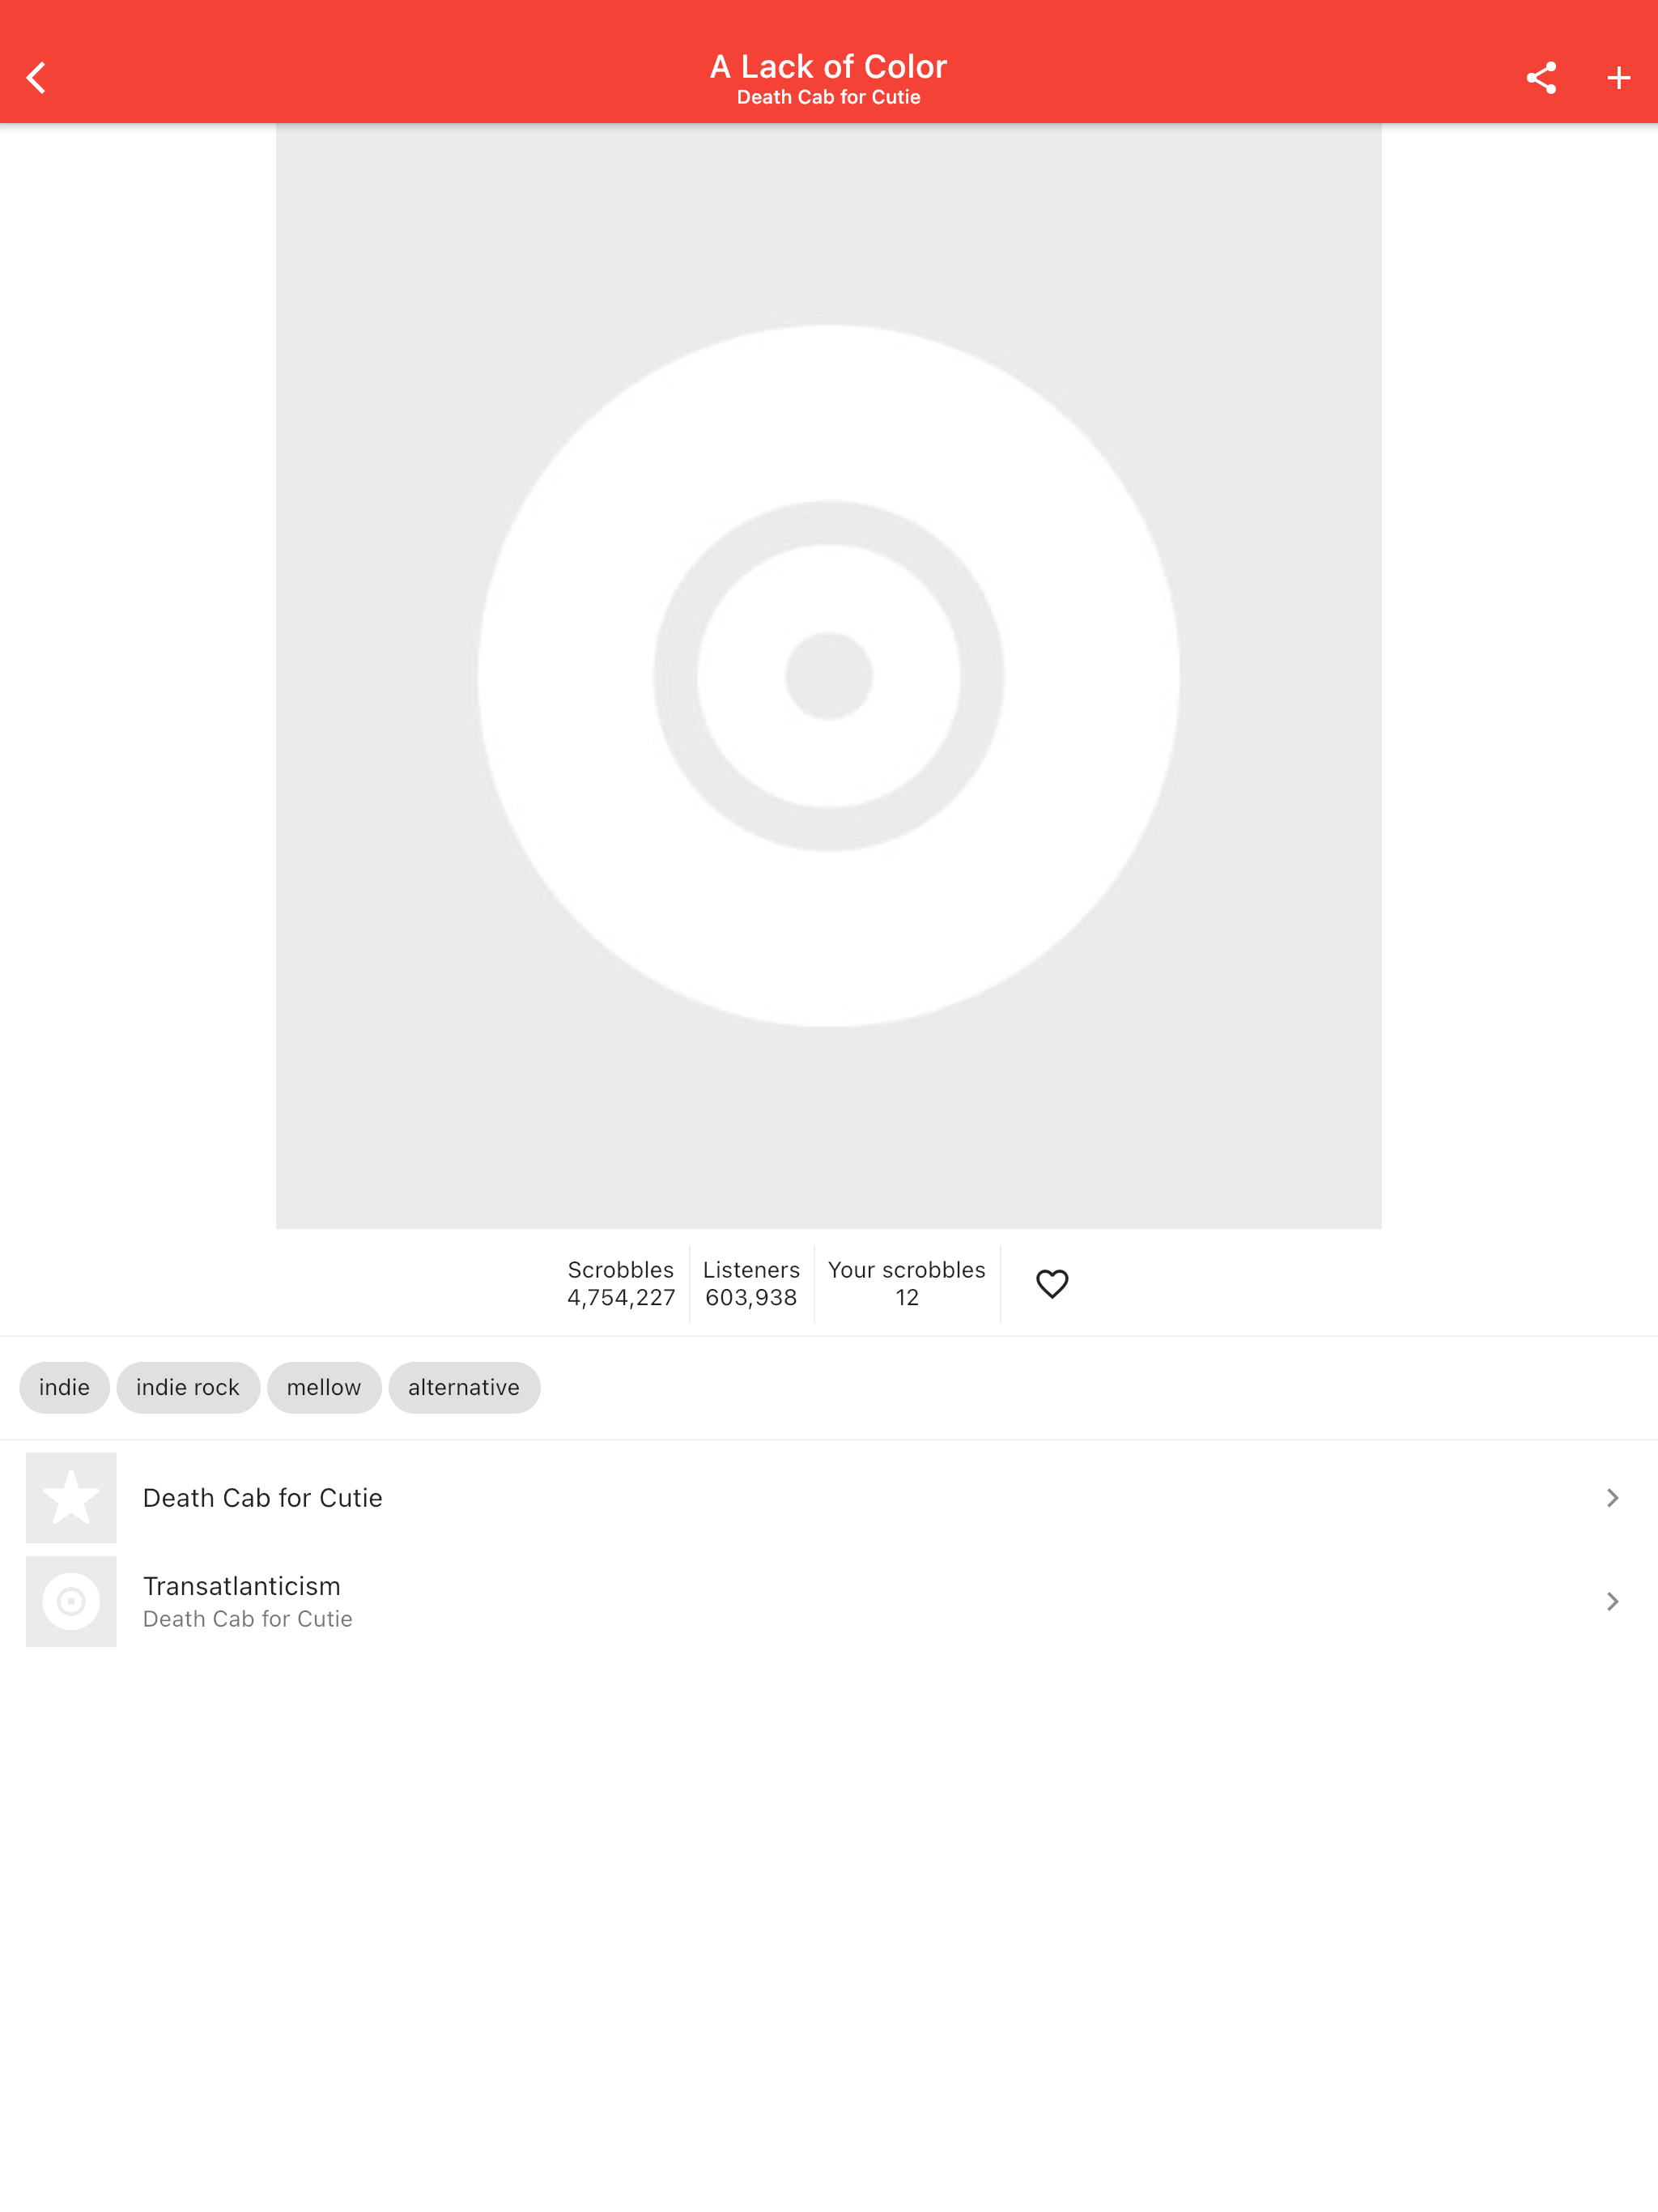 A Lack of Color
Death Cab for Cutie
Scrobbles
4,754,227
Listeners
603,938
Your scrobbles
12
indie
indie rock
mellow
alternative
Death Cab for Cutie
Transatlanticism
Death Cab for Cutie